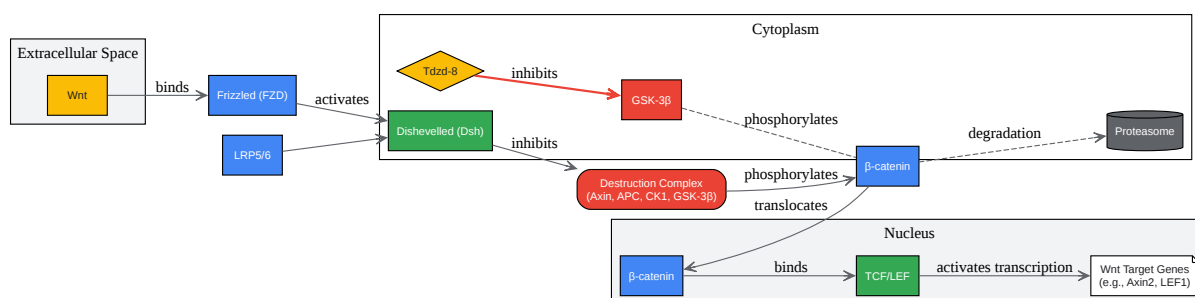 Cytoplasm
Extracellular Space
Wnt
binds
Frizzled (FZD)
activates
LRP5/6
Tdzd-8
inhibits
GSK-3β
Dishevelled (Dsh)
inhibits
phosphorylates
degradation
Proteasome
Destruction Complex
(Axin, APC, CK1, GSK-3β)
phosphorylates
β-catenin
translocates
Nucleus
β-catenin
binds
TCF/LEF
activates transcription
Wnt Target Genes
(e.g., Axin2, LEF1)